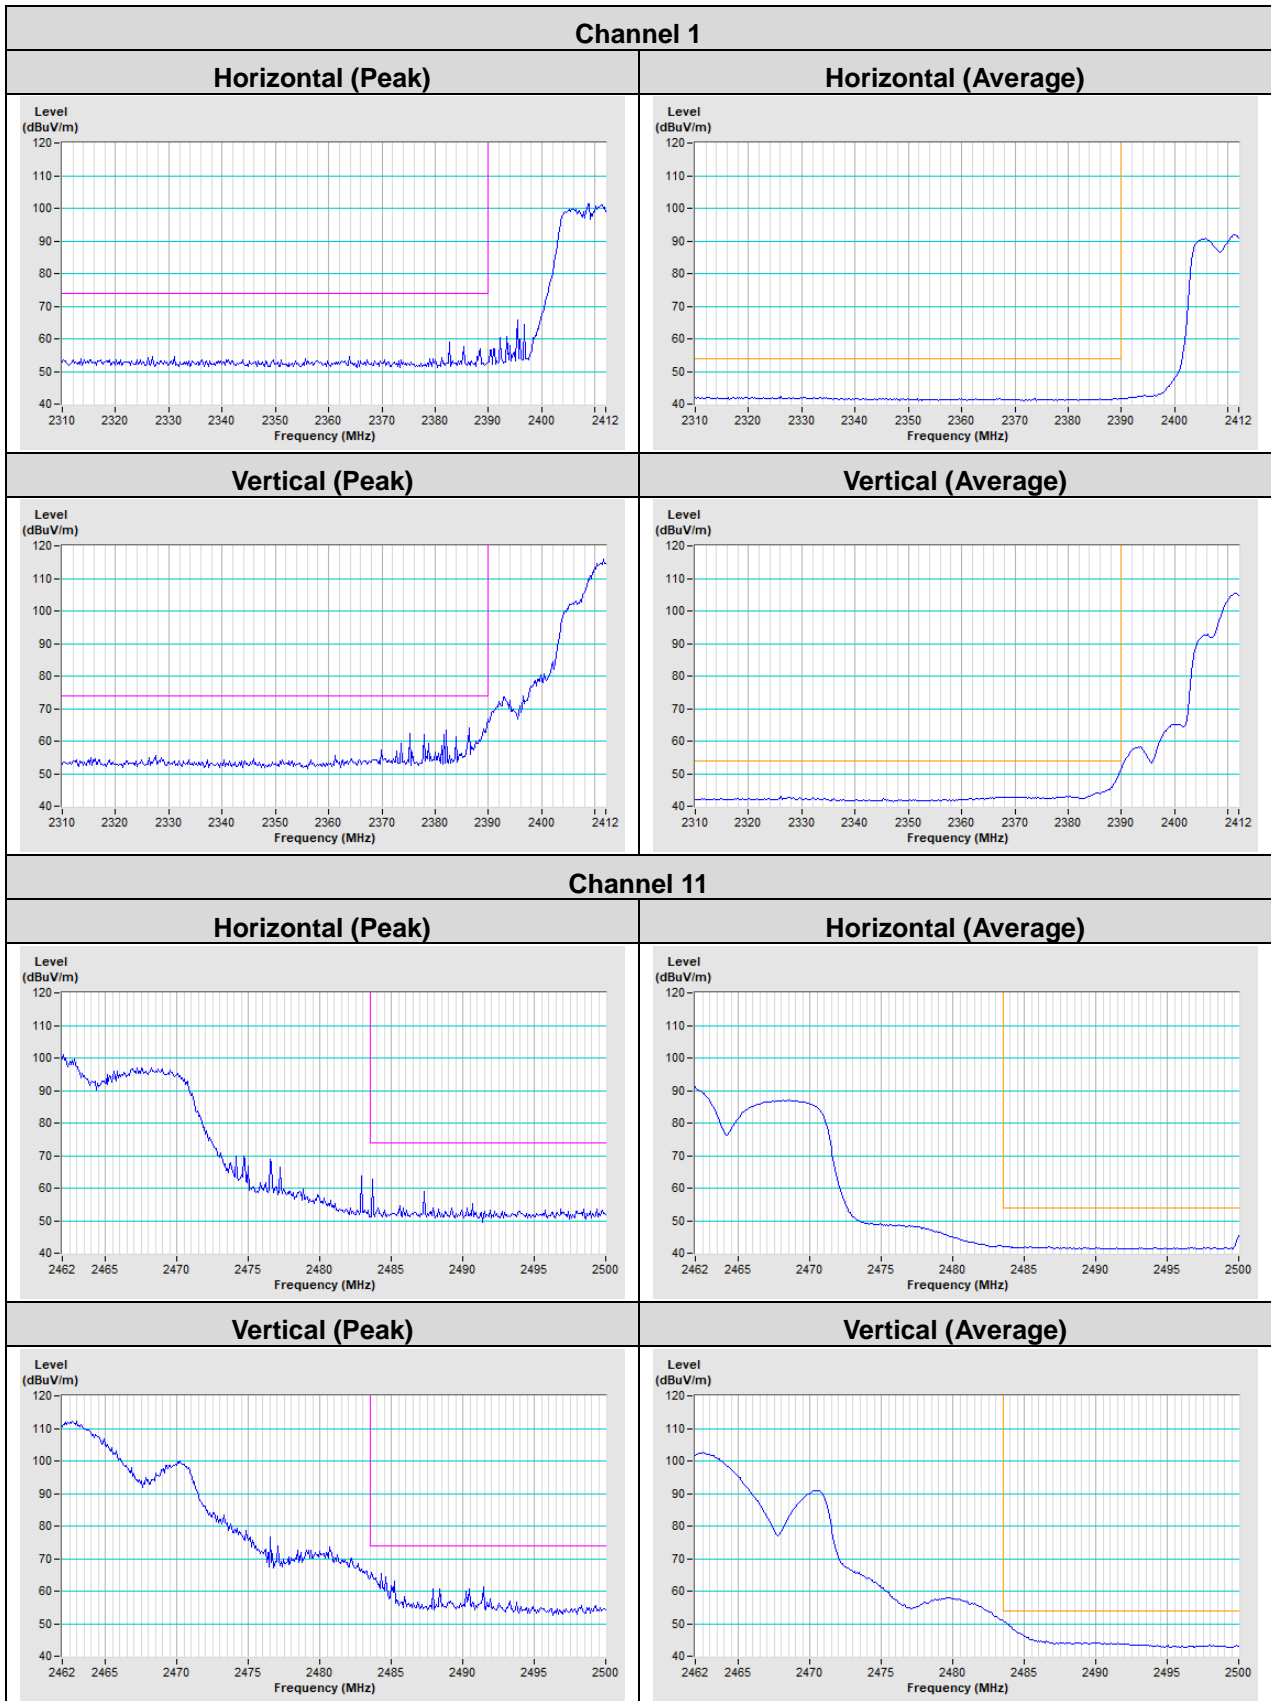 Channel 1
Horizontal (Peak)
Horizontal (Average)
Level
(dBuV/m)
120
110
100
90
80
70
60
50
40
2310 2320 2330 2340 2350 2360 2370 2380 2390 2400 2412
Frequency (MHz)
Level
(dBuV/m)
120
110
100
90
80
70
60
50
40
2310 2320 2330 2340 2350 2360 2370 2380 2390 2400 2412
Frequency (MHz)
Vertical (Peak)
Vertical (Average)
Level
(dBuV/m)
120
110
100
90
80
70
60
50
40
2310 2320 2330 2340 2350 2360 2370 2380 2390 2400 2412
Frequency (MHz)
Level
(dBuV/m)
120
110
100
90
80
70
60
50
40
2310 2320 2330 2340 2350 2360 2370 2380 2390 2400 2412
Frequency (MHz)
Channel 11
Horizontal (Peak)
Horizontal (Average)
Level
(dBuV/m)
120
110
100
90
80
70
60
50
40
2462 2465 2470 2475 2480 2485 2490 2495 2500
Frequency (MHz)
Level
(dBuV/m)
120
110
100
90
80
70
60
50
40
2462 2465 2470 2475 2480 2485 2490 2495 2500
Frequency (MHz)
Vertical (Peak)
Vertical (Average)
Level
(dBuV/m)
120
110
100
90
80
70
60
50
40
2462 2465 2470 2475 2480 2485 2490 2495 2500
Frequency (MHz)
Level
(dBuV/m)
120
110
100
90
80
70
60
50
40
2462 2465 2470 2475 2480 2485 2490 2495 2500
Frequency (MHz)